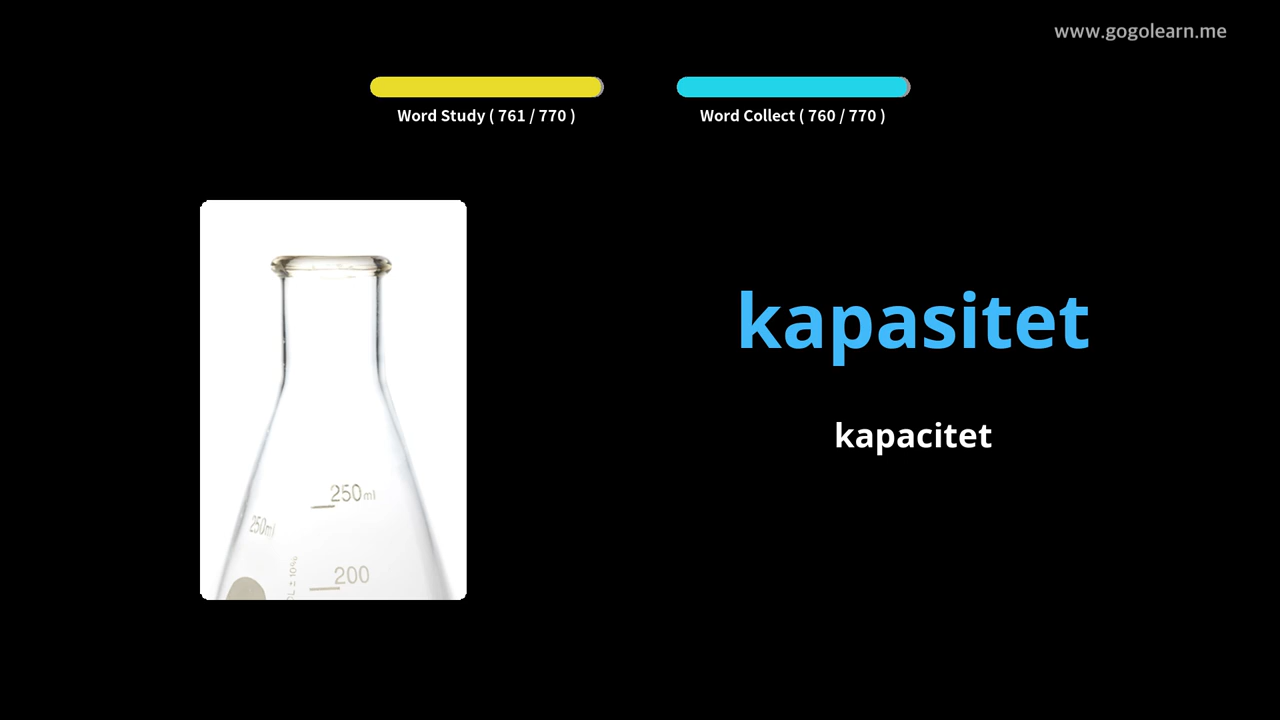 www.gogolearn.me
Word Study ( 761 / 770 )
Word Collect ( 760 / 770 )
kapasitet
kapacitet
250ml
250ml
200